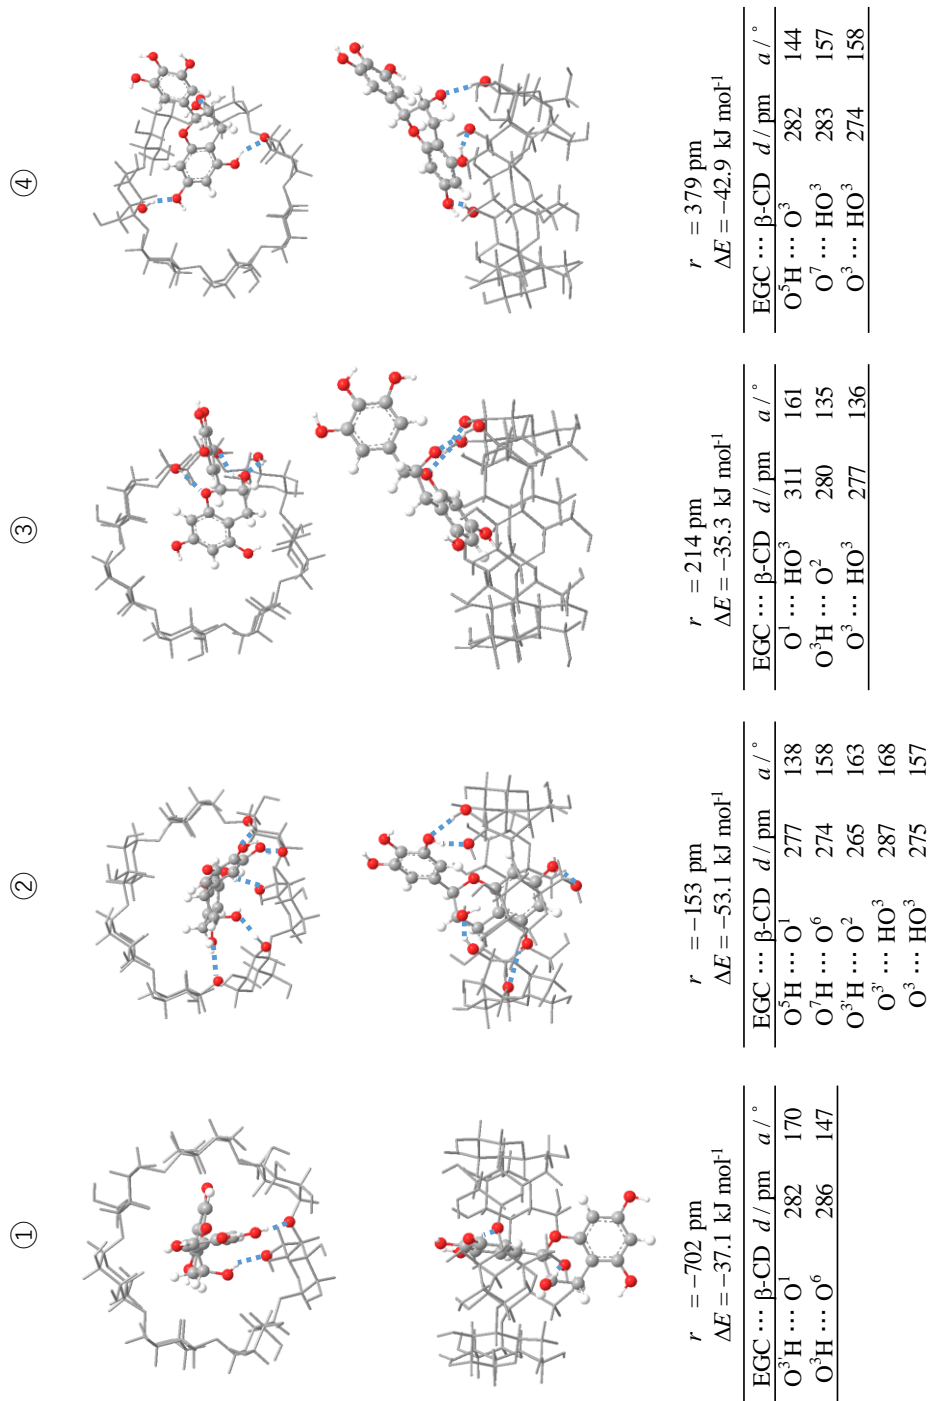 ①
r = −702 pm
ΔE = −37.1 kJ mol-1
EGC ··· β-CD d / pm a / °
O3'H ··· O1 282 170
O3H ··· O6 286 147
②
r = −153 pm
ΔE = −53.1 kJ mol-1
EGC ··· β-CD d / pm a / °
O5H ··· O1 277 138
O7H ··· O6 274 158
O3'H ··· O2 265 163
O3' ··· HO3 287 168
O3 ··· HO3 275 157
③
r = 214 pm
ΔE = −35.3 kJ mol-1
EGC ··· β-CD d / pm a / °
O1 ··· HO3 311 161
O3H ··· O2 280 135
O3 ··· HO3 277 136
④
r = 379 pm
ΔE = −42.9 kJ mol-1
EGC ··· β-CD d / pm a / °
O5H ··· O3 282 144
O7 ··· HO3 283 157
O3 ··· HO3 274 158